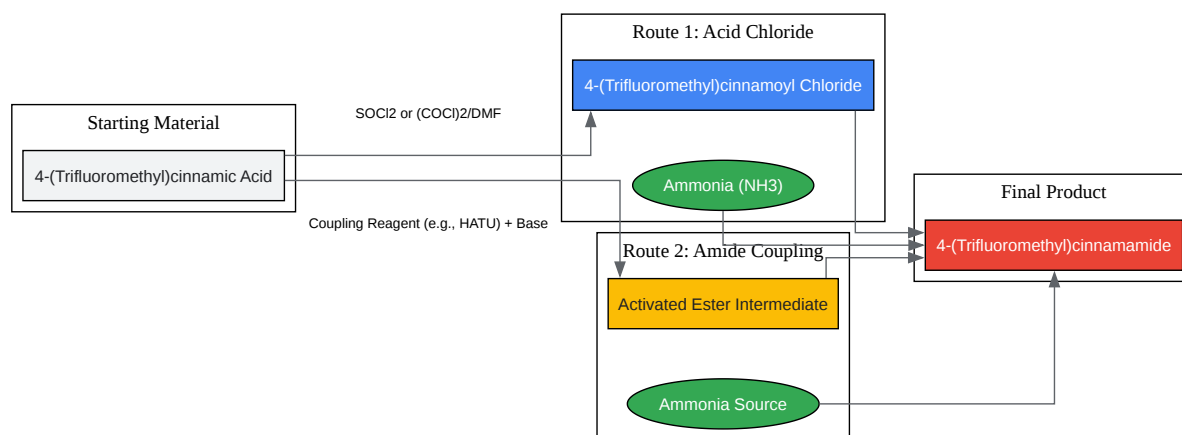 Route 1: Acid Chloride
4-(Trifluoromethyl)cinnamoyl Chloride
SOCl2 or (COCl)2/DMF
Starting Material
4-(Trifluoromethyl)cinnamic Acid
Ammonia (NH3)
Final Product
Coupling Reagent (e.g., HATU) + Base
4-(Trifluoromethyl)cinnamamide
Route 2: Amide Coupling
Activated Ester Intermediate
Ammonia Source